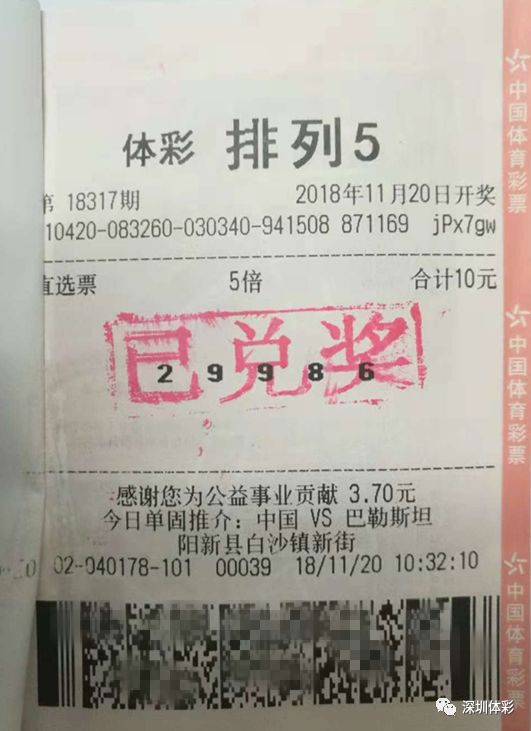 体彩 排列5
第 18317期 2018年11月20日开奖
10420-083260-030340-941508 871169 jPx7gw
直选票 5倍 合计10元
已兑奖
2 9 9 8 6
感谢您为公益事业贡献 3.70元
今日单固推介: 中国 VS 巴勒斯坦
阳新县白沙镇新街
02-040178-101 00039 18/11/20 10:32:10
中国体育彩票
中国体育彩票
中国体育彩票
深圳体彩